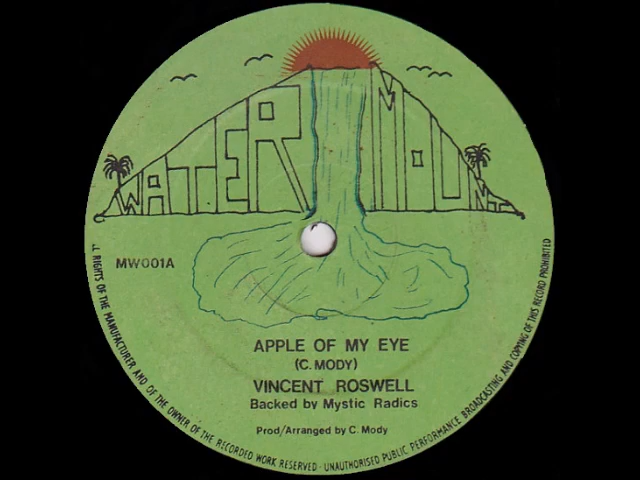 WATER MOUNT
MW001A
APPLE OF MY EYE
(C. MODY)
VINCENT ROSWELL
Backed by Mystic Radics
Prod/Arranged by C. Mody
LL RIGHTS OF THE MANUFACTURER AND OF THE OWNER OF THE RECORDED WORK RESERVED · UNAUTHORISED PUBLIC PERFORMANCE BROADCASTING AND COPYING OF THIS RECORD PROHIBITED